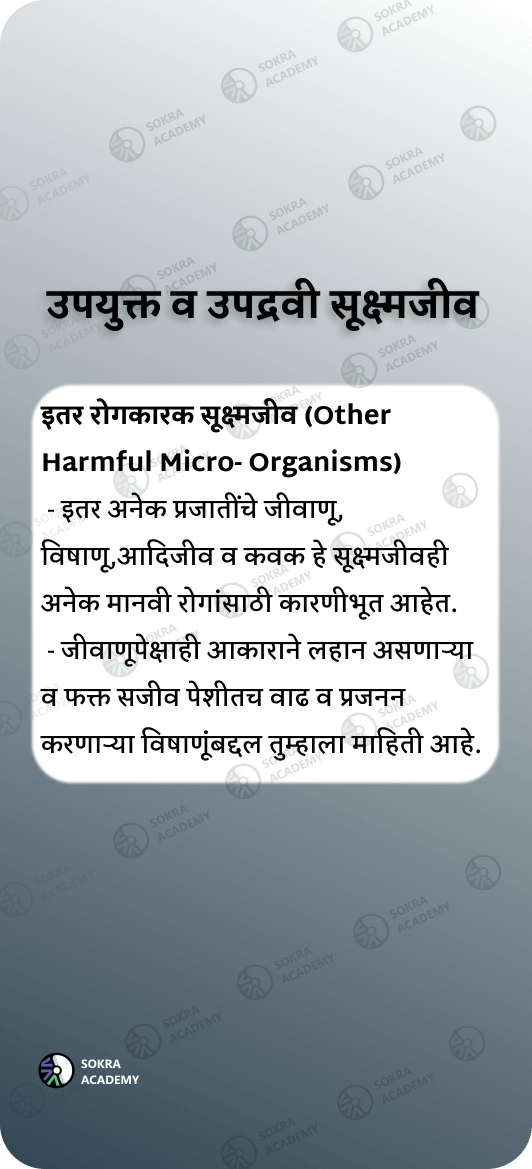 उपयुक्त व उपद्रवी सूक्ष्मजीव
इतर रोगकारक सूक्ष्मजीव (Other
Harmful Micro- Organisms)
- इतर अनेक प्रजातींचे जीवाणू,
विषाणू,आदिजीव व कवक हे सूक्ष्मजीवही
अनेक मानवी रोगांसाठी कारणीभूत आहेत.
- जीवाणूपेक्षाही आकाराने लहान असणाऱ्या
व फक्त सजीव पेशीतच वाढ व प्रजनन
करणाऱ्या विषाणूंबद्दल तुम्हाला माहिती आहे.
SOKRA
ACADEMY